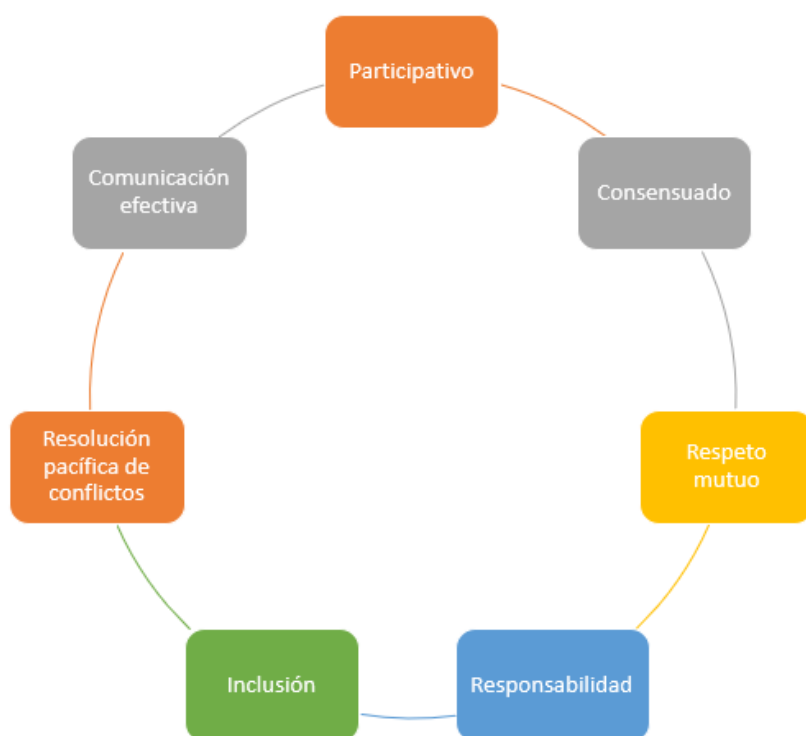 Participativo
Consensuado
Respeto
mutuo
Responsabilidad
Inclusión
Resolución
pacífica de
conflictos
Comunicación
efectiva